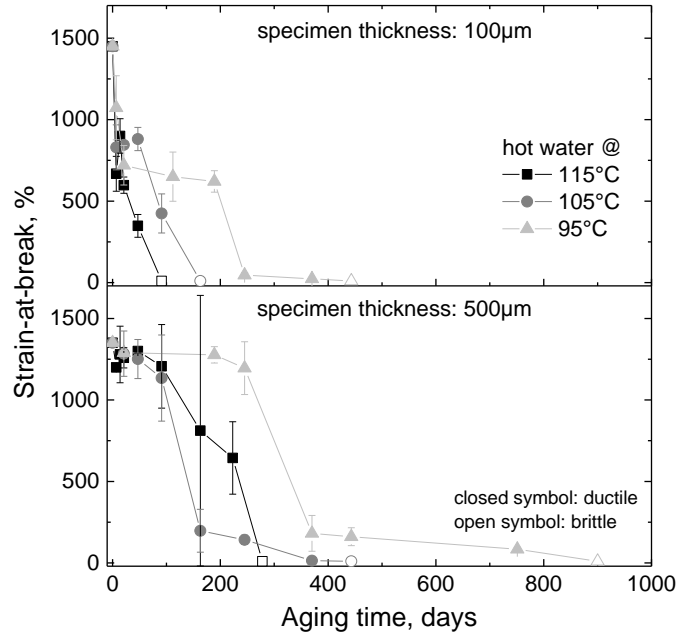 1500
1000
500
0
specimen thickness: 100µm
hot water @
115°C
105°C
95°C
Strain-at-break, %
1500
1000
500
0
specimen thickness: 500µm
closed symbol: ductile
open symbol: brittle
0 200 400 600 800 1000
Aging time, days